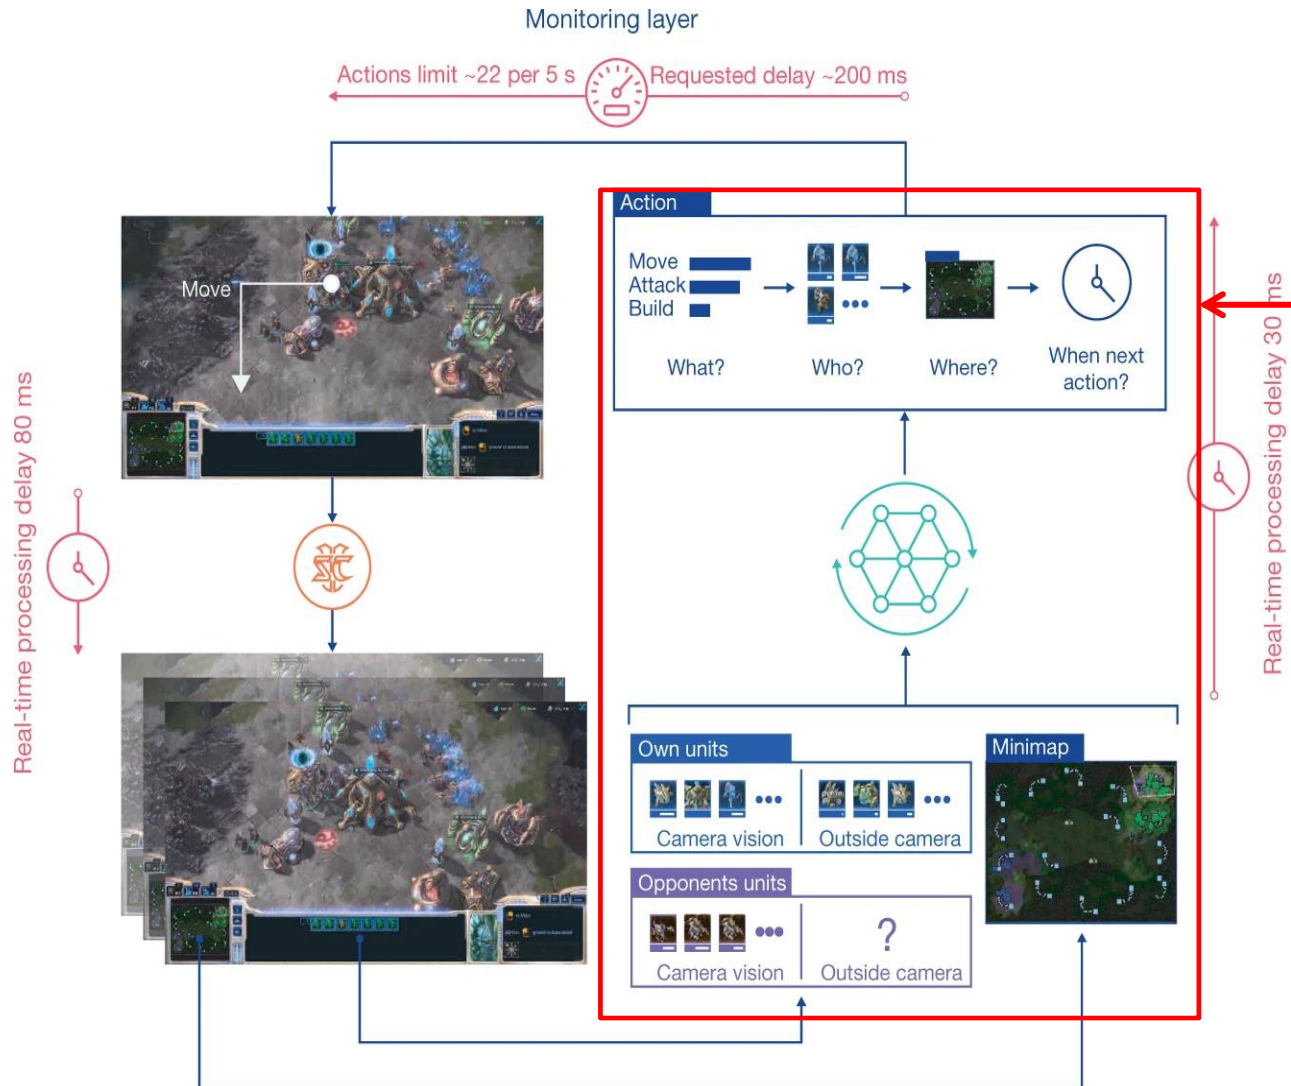 Monitoring layer
Actions limit ~22 per 5 s
Requested delay ~200 ms
Action
Move
Attack
Build
What?
Who?
Where?
When next
action?
Move
Real-time processing delay 80 ms
Real-time processing delay 30 ms
Own units
Camera vision
Outside camera
Minimap
Opponents units
Camera vision
?
Outside camera